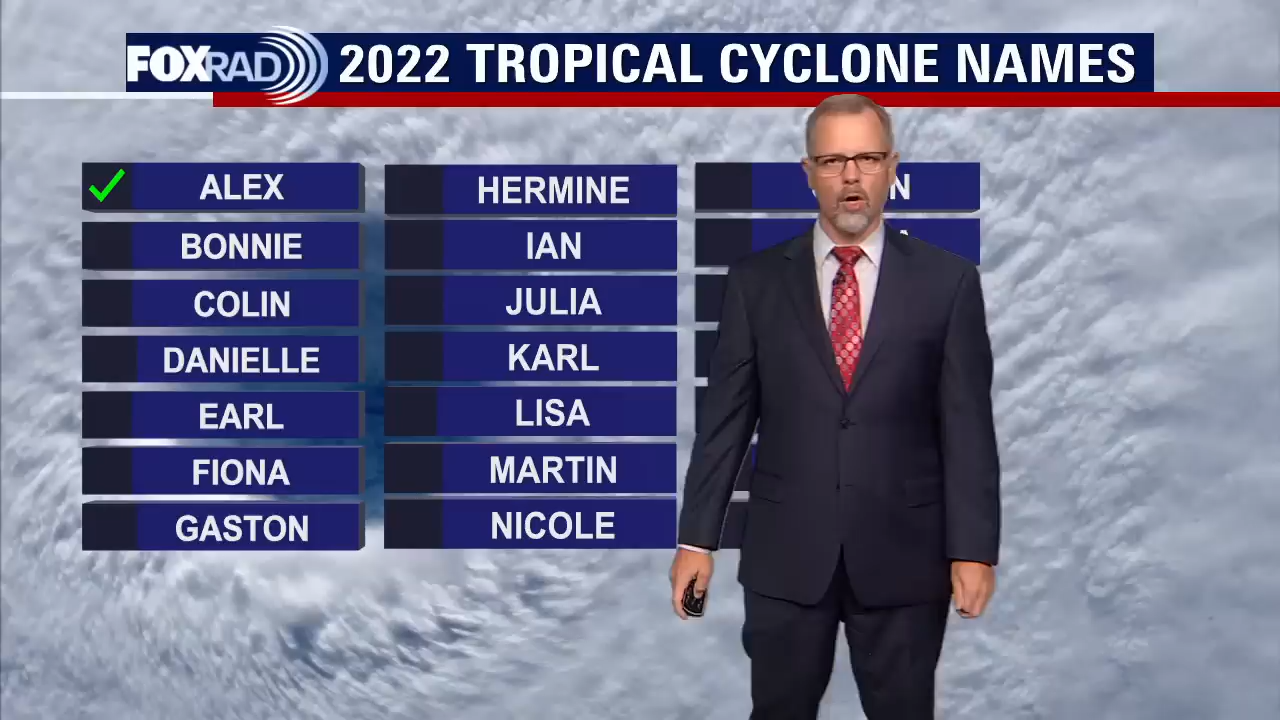 FOXRAD 2022 TROPICAL CYCLONE NAMES
ALEX
BONNIE
COLIN
DANIELLE
EARL
FIONA
GASTON
HERMINE
IAN
JULIA
KARL
LISA
MARTIN
NICOLE